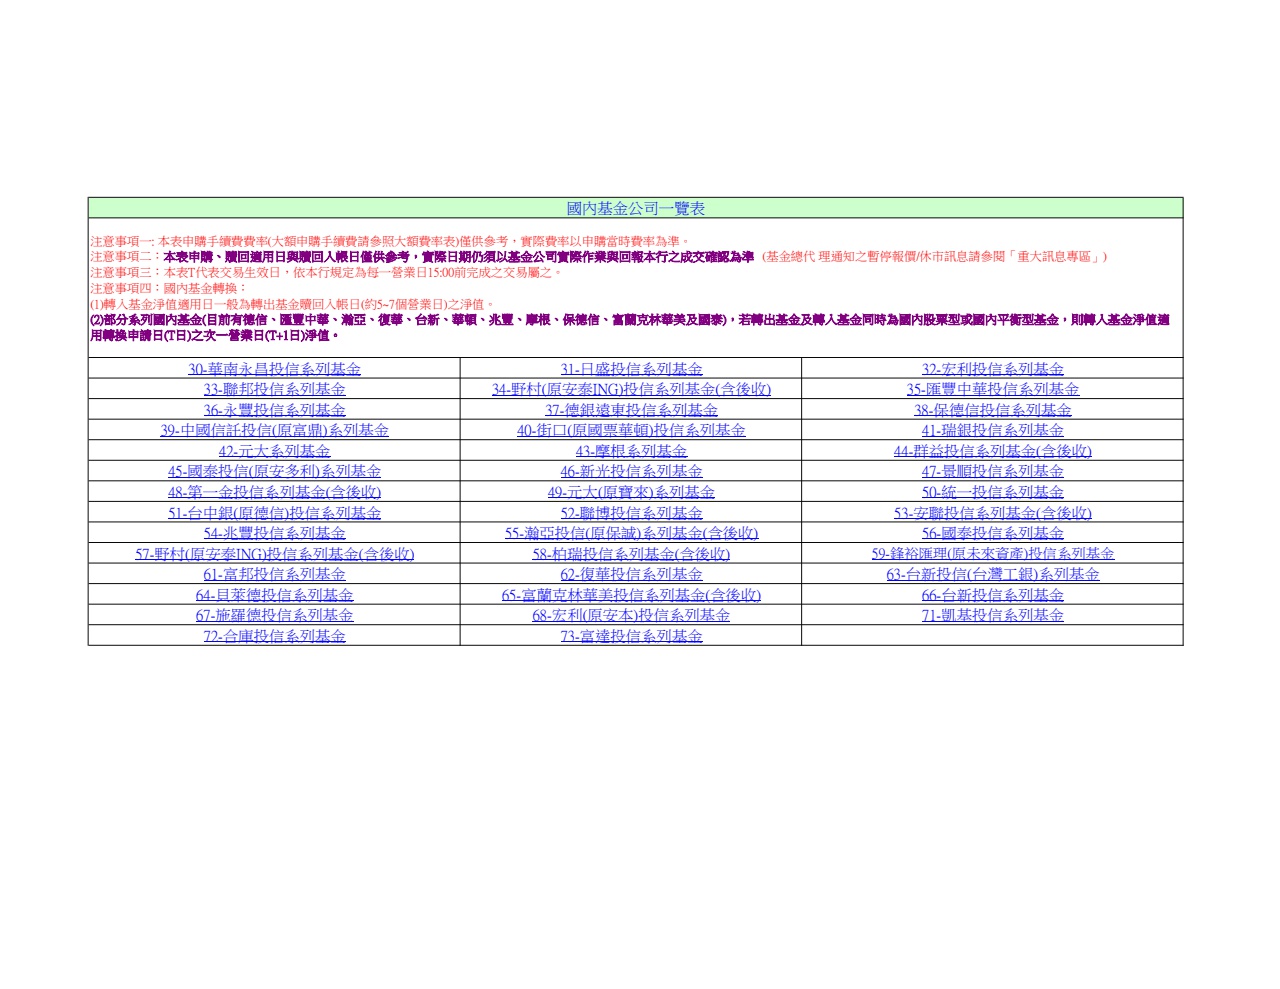 國內基金公司一覽表
注意事項一: 本表申購手續費費率(大額申購手續費請參照大額費率表)僅供參考，實際費率以申購當時費率為準。
注意事項二：本表申購、贖回適用日與贖回入帳日僅供參考，實際日期仍須以基金公司實際作業與回報本行之成交確認為準 (基金總代 理通知之暫停報價/休市訊息請參閱「重大訊息專區」)
注意事項三：本表T代表交易生效日，依本行規定為每一營業日15:00前完成之交易屬之。
注意事項四：國內基金轉換：
(1)轉入基金淨值適用日一般為轉出基金贖回入帳日(約5~7個營業日)之淨值。
(2)部分系列國內基金(目前有德信、匯豐中華、瀚亞、復華、台新、華頓、兆豐、摩根、保德信、富蘭克林華美及國泰)，若轉出基金及轉入基金同時為國內股票型或國內平衡型基金，則轉入基金淨值適
用轉換申請日(T日)之次一營業日(T+1日)淨值。
30-華南永昌投信系列基金 31-日盛投信系列基金 32-宏利投信系列基金
33-聯邦投信系列基金 34-野村(原安泰ING)投信系列基金(含後收) 35-匯豐中華投信系列基金
36-永豐投信系列基金 37-德銀遠東投信系列基金 38-保德信投信系列基金
39-中國信託投信(原富鼎)系列基金 40-街口(原國票華頓)投信系列基金 41-瑞銀投信系列基金
42-元大系列基金 43-摩根系列基金 44-群益投信系列基金(含後收)
45-國泰投信(原安多利)系列基金 46-新光投信系列基金 47-景順投信系列基金
48-第一金投信系列基金(含後收) 49-元大(原寶來)系列基金 50-統一投信系列基金
51-台中銀(原德信)投信系列基金 52-聯博投信系列基金 53-安聯投信系列基金(含後收)
54-兆豐投信系列基金 55-瀚亞投信(原保誠)系列基金(含後收) 56-國泰投信系列基金
57-野村(原安泰ING)投信系列基金(含後收) 58-柏瑞投信系列基金(含後收) 59-鋒裕匯理(原未來資產)投信系列基金
61-富邦投信系列基金 62-復華投信系列基金 63-台新投信(台灣工銀)系列基金
64-貝萊德投信系列基金 65-富蘭克林華美投信系列基金(含後收) 66-台新投信系列基金
67-施羅德投信系列基金 68-宏利(原安本)投信系列基金 71-凱基投信系列基金
72-合庫投信系列基金 73-富達投信系列基金